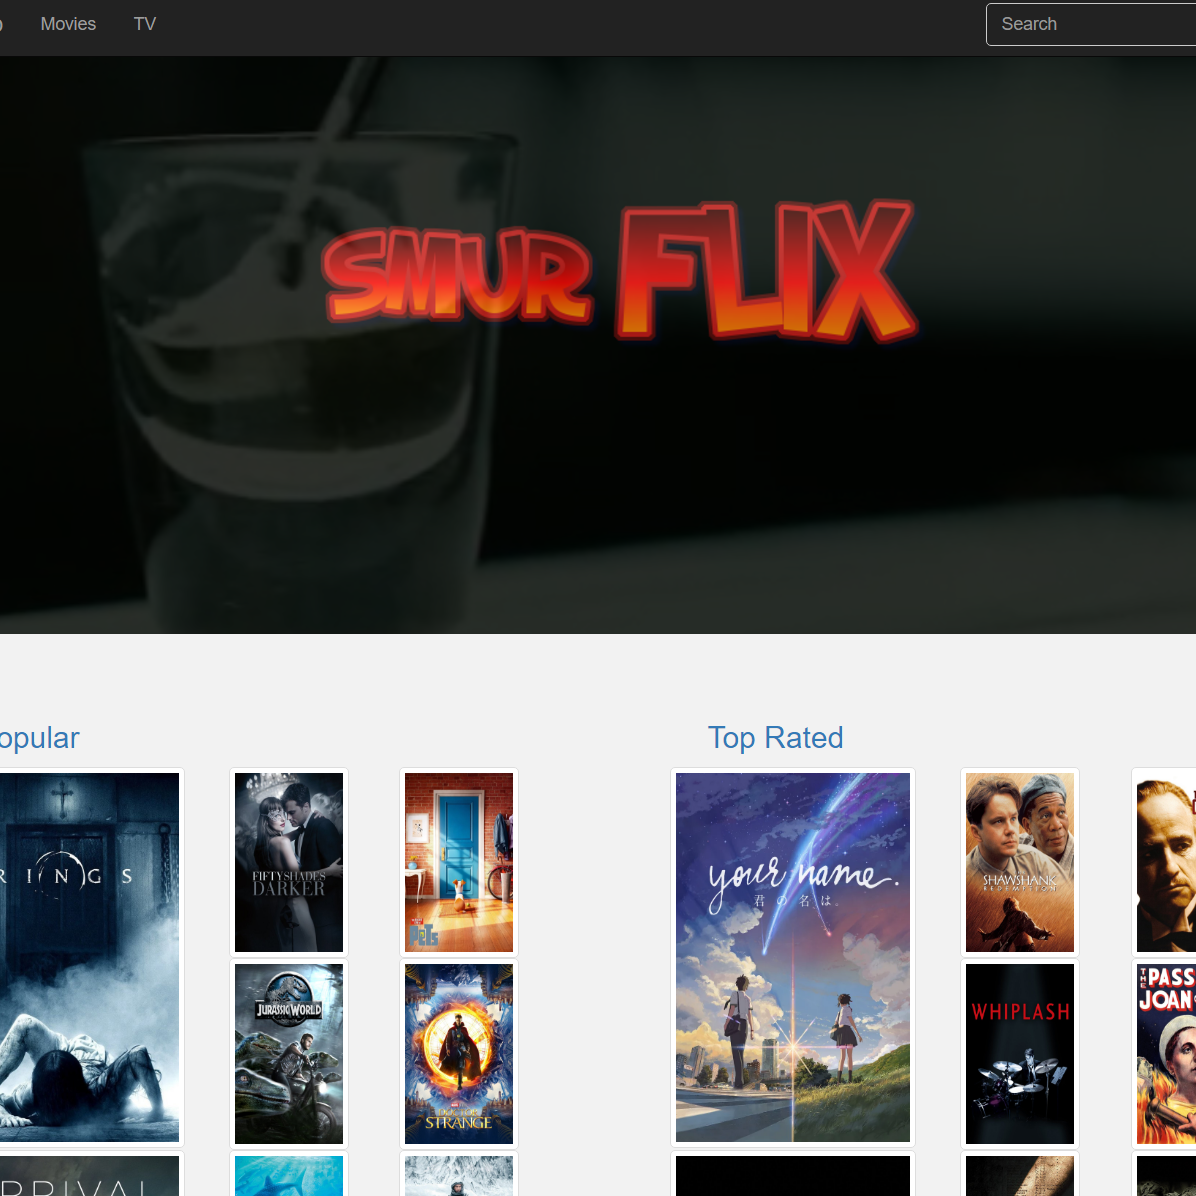 Movies
TV
Search
SMUR FLIX
opular
Top Rated
RINGS
FIFTY SHADES
DARKER
PETS
JURASSIC WORLD
DOCTOR
STRANGE
your name.
君の名は。
SHAWSHANK
REDEMPTION
WHIPLASH
THE PASS
JOAN
RRIVAL